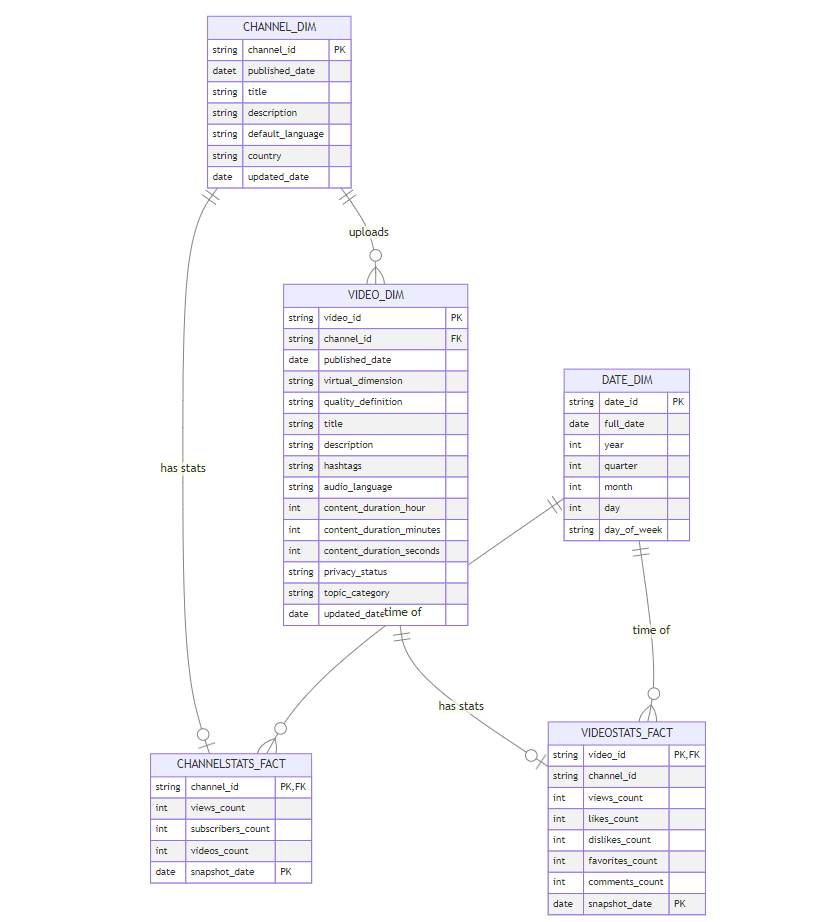 CHANNEL_DIM
string channel_id PK
datet published_date
string title
string description
string default_language
string country
date updated_date
uploads
VIDEO_DIM
string video_id PK
string channel_id FK
date published_date
string virtual_dimension
string quality_definition
string title
string description
string hashtags
string audio_language
int content_duration_hour
int content_duration_minutes
int content_duration_seconds
string privacy_status
string topic_category
date updated_date
DATE_DIM
string date_id PK
date full_date
int year
int quarter
int month
int day
string day_of_week
has stats
time of
time of
has stats
CHANNELSTATS_FACT
string channel_id PK,FK
int views_count
int subscribers_count
int videos_count
date snapshot_date PK
VIDEOSTATS_FACT
string video_id PK,FK
string channel_id
int views_count
int likes_count
int dislikes_count
int favorites_count
int comments_count
date snapshot_date PK